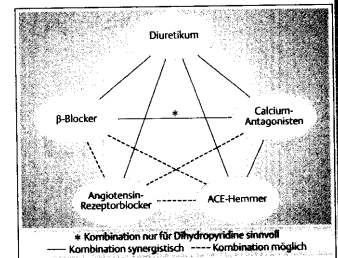 Diuretikum
β-Blocker
*
Calcium-
Antagonisten
Angiotensin-
Rezeptorblocker
ACE-Hemmer
* Kombination nur für Dihydropyridine sinnvoll
Kombination synergistisch
Kombination möglich